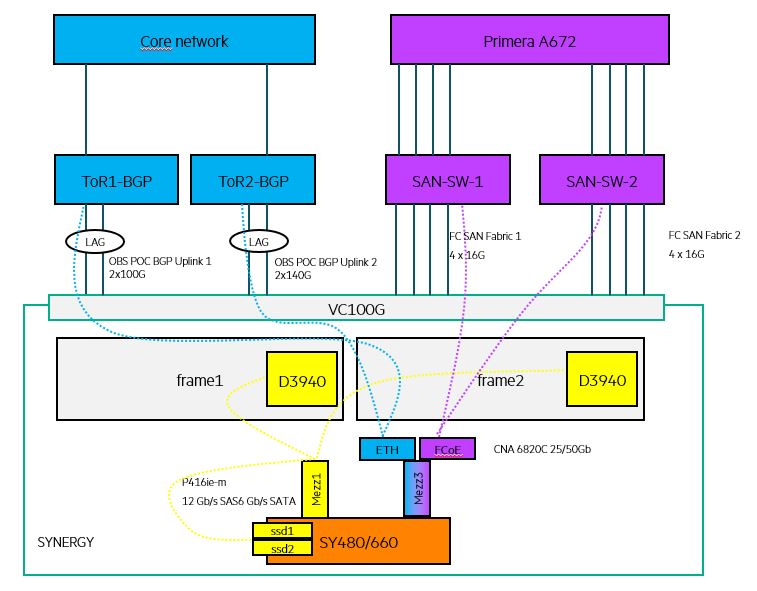 Core network
Primera A672
ToR1-BGP
ToR2-BGP
SAN-SW-1
SAN-SW-2
LAG
LAG
OBS POC BGP Uplink 1
2x100G
OBS POC BGP Uplink 2
2x140G
FC SAN Fabric 1
4 x 16G
FC SAN Fabric 2
4 x 16G
VC100G
frame1
D3940
frame2
D3940
ETH
FCoE
CNA 6820C 25/50Gb
P416ie-m
12 Gb/s SAS6 Gb/s SATA
Mezz1
Mezz3
ssd1
ssd2
SY480/660
SYNERGY